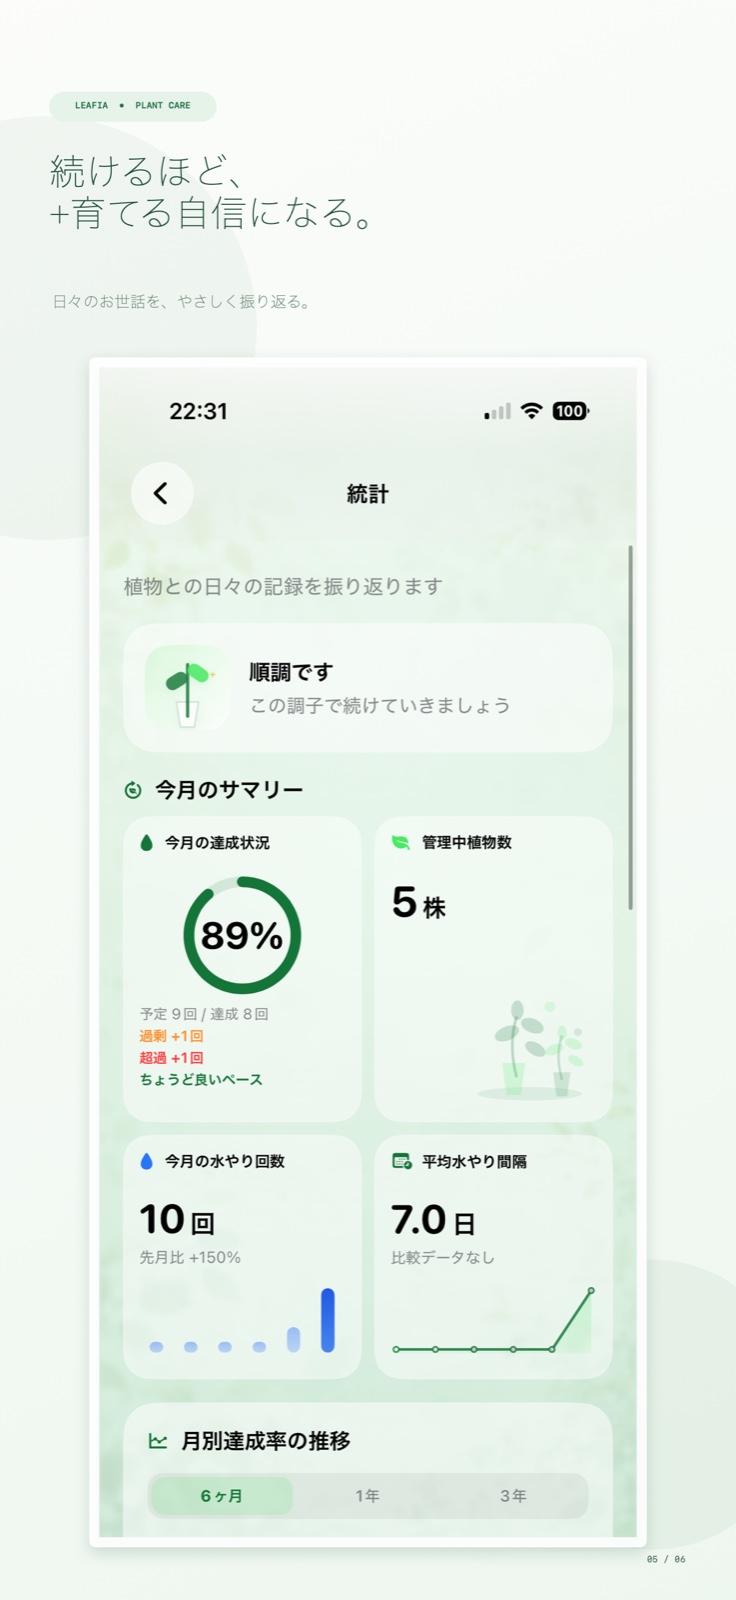 LEAFIA • PLANT CARE
続けるほど、
+育てる自信になる。
日々のお世話を、やさしく振り返る。
22:31
100
統計
植物との日々の記録を振り返ります
順調です
この調子で続けていきましょう
今月のサマリー
今月の達成状況
89%
予定 9回 / 達成 8回
過剰 +1回
超過 +1回
ちょうど良いペース
管理中植物数
5 株
今月の水やり回数
10 回
先月比 +150%
平均水やり間隔
7.0 日
比較データなし
月別達成率の推移
6ヶ月
1年
3年
05 / 06